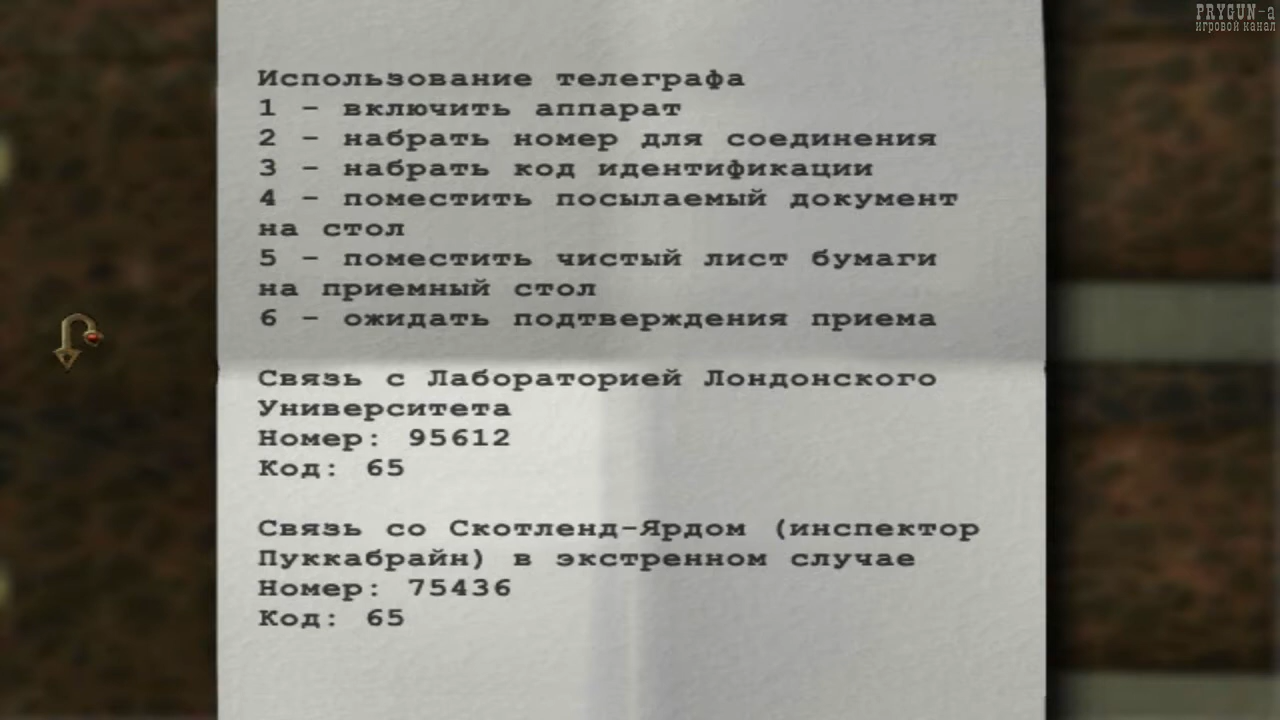 PRYGUN-a
игровой канал
Использование телеграфа
1 - включить аппарат
2 - набрать номер для соединения
3 - набрать код идентификации
4 - поместить посылаемый документ
на стол
5 - поместить чистый лист бумаги
на приемный стол
6 - ожидать подтверждения приема
Связь с Лабораторией Лондонского
Университета
Номер: 95612
Код: 65
Связь со Скотленд-Ярдом (инспектор
Пуккабрайн) в экстренном случае
Номер: 75436
Код: 65